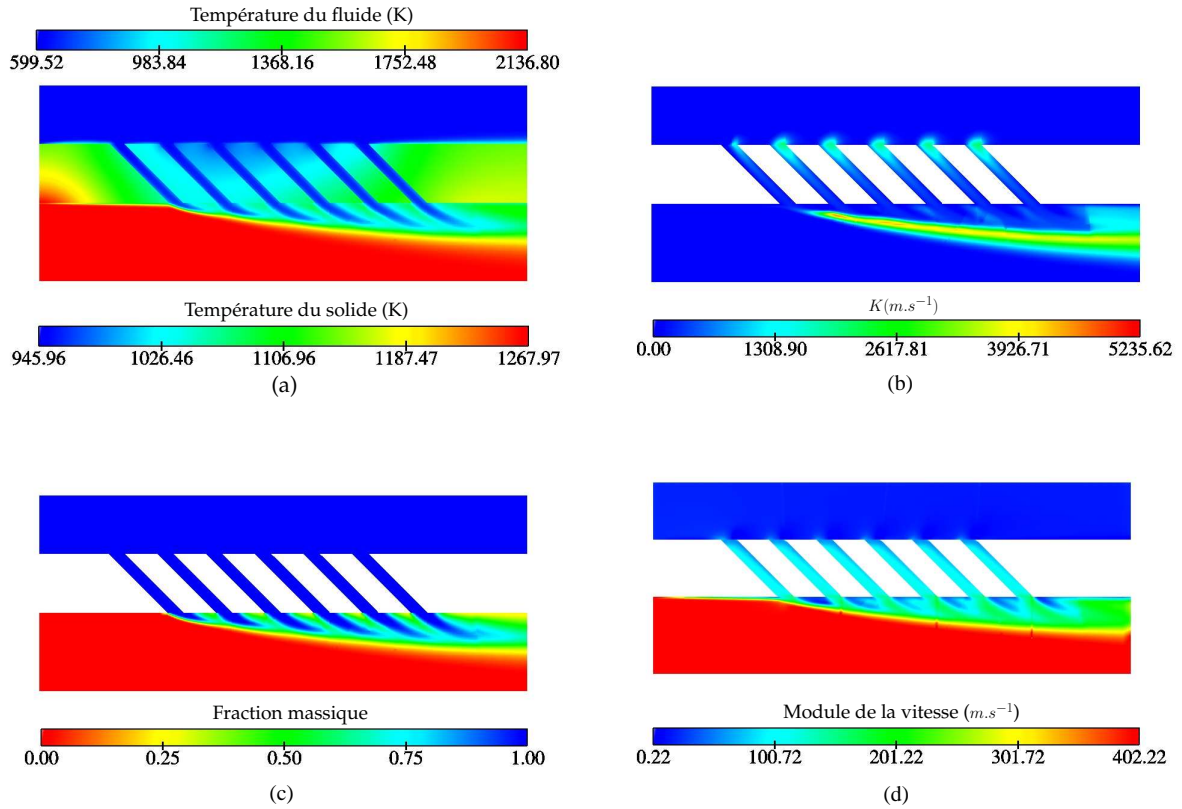 Température du fluide (K)
599.52 983.84 1368.16 1752.48 2136.80
Température du solide (K)
945.96 1026.46 1106.96 1187.47 1267.97
(a)
K(m.s⁻¹)
0.00 1308.90 2617.81 3926.71 5235.62
(b)
Fraction massique
0.00 0.25 0.50 0.75 1.00
(c)
Module de la vitesse (m.s⁻¹)
0.22 100.72 201.22 301.72 402.22
(d)